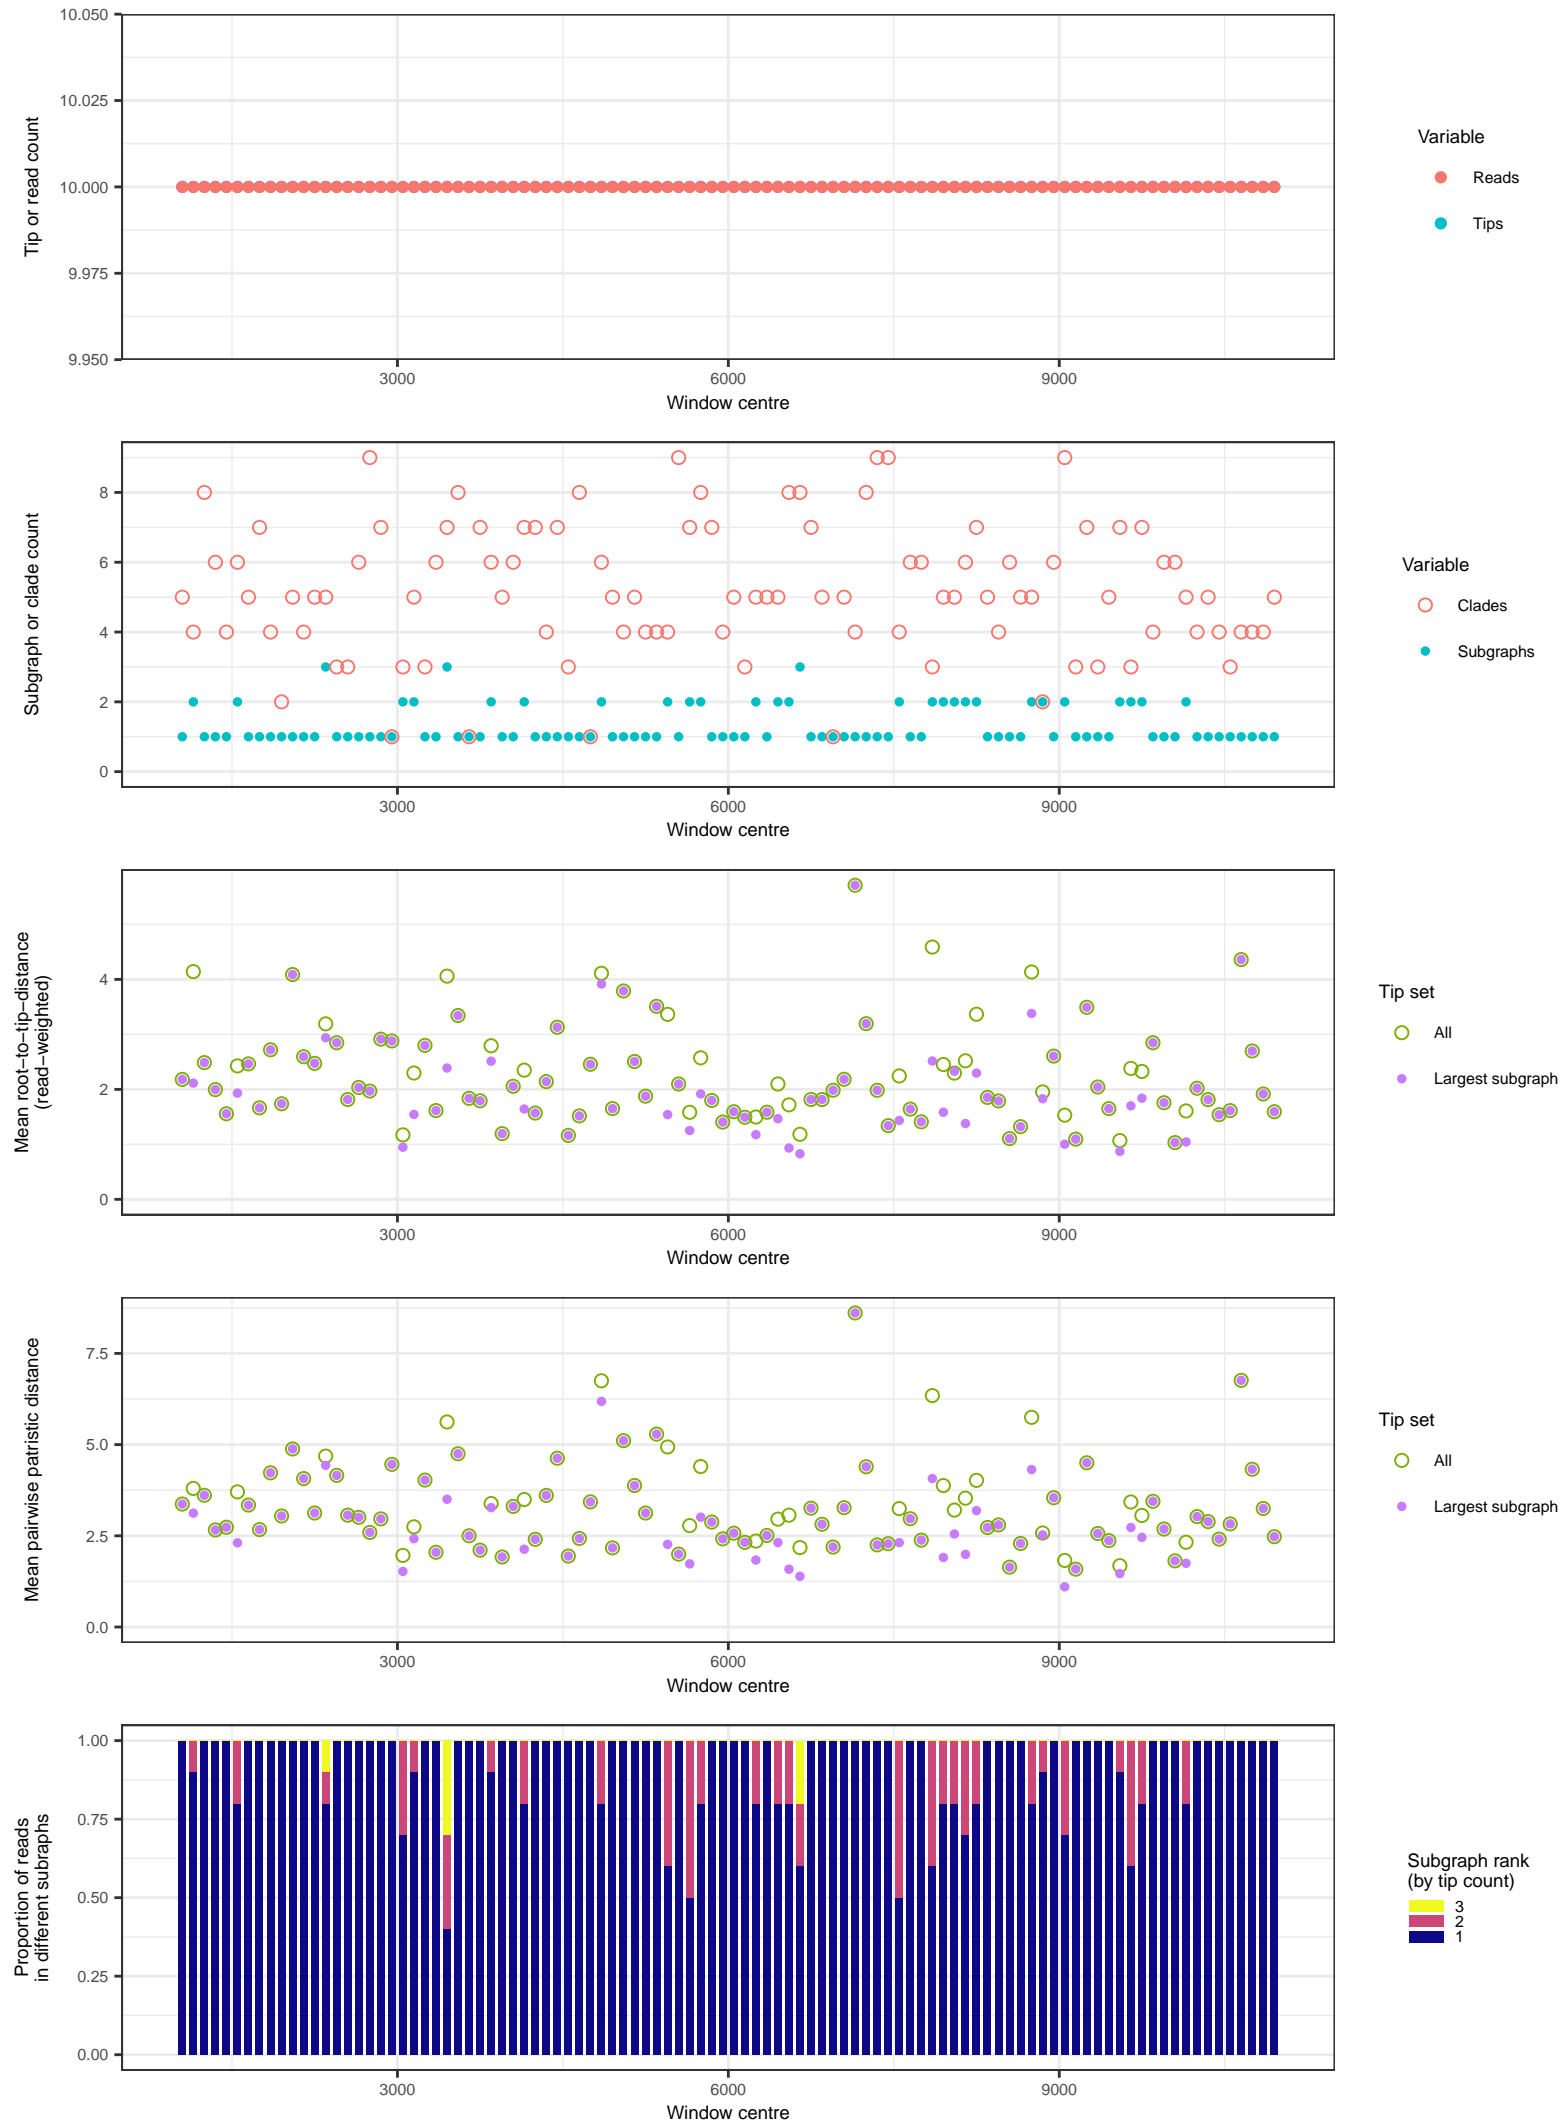 10.050
10.025
10.000
9.975
9.950
Tip or read count
3000 6000 9000
Window centre
Variable
Reads
Tips
8
6
4
2
0
Subgraph or clade count
3000 6000 9000
Window centre
Variable
Clades
Subgraphs
4
2
0
Mean root−to−tip−distance
(read−weighted)
3000 6000 9000
Window centre
Tip set
All
Largest subgraph
7.5
5.0
2.5
0.0
Mean pairwise patristic distance
3000 6000 9000
Window centre
Tip set
All
Largest subgraph
1.00
0.75
0.50
0.25
0.00
Proportion of reads
in different subraphs
3000 6000 9000
Window centre
Subgraph rank
(by tip count)
3
2
1